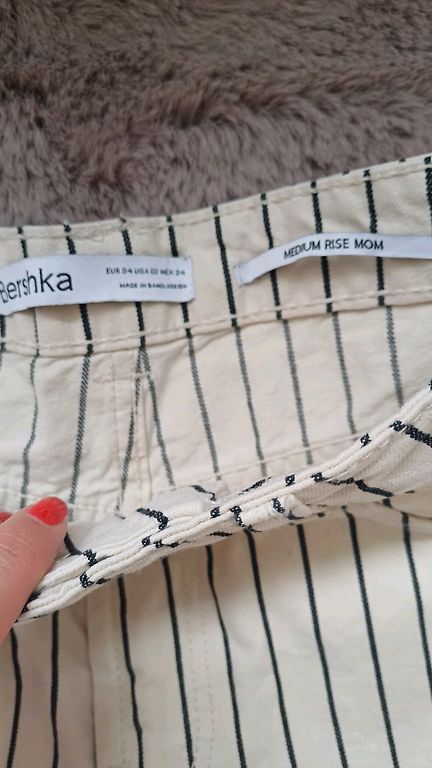 Bershka
EUR 34 USA 02 MEX 24
MADE IN BANGLADESH
MEDIUM RISE MOM